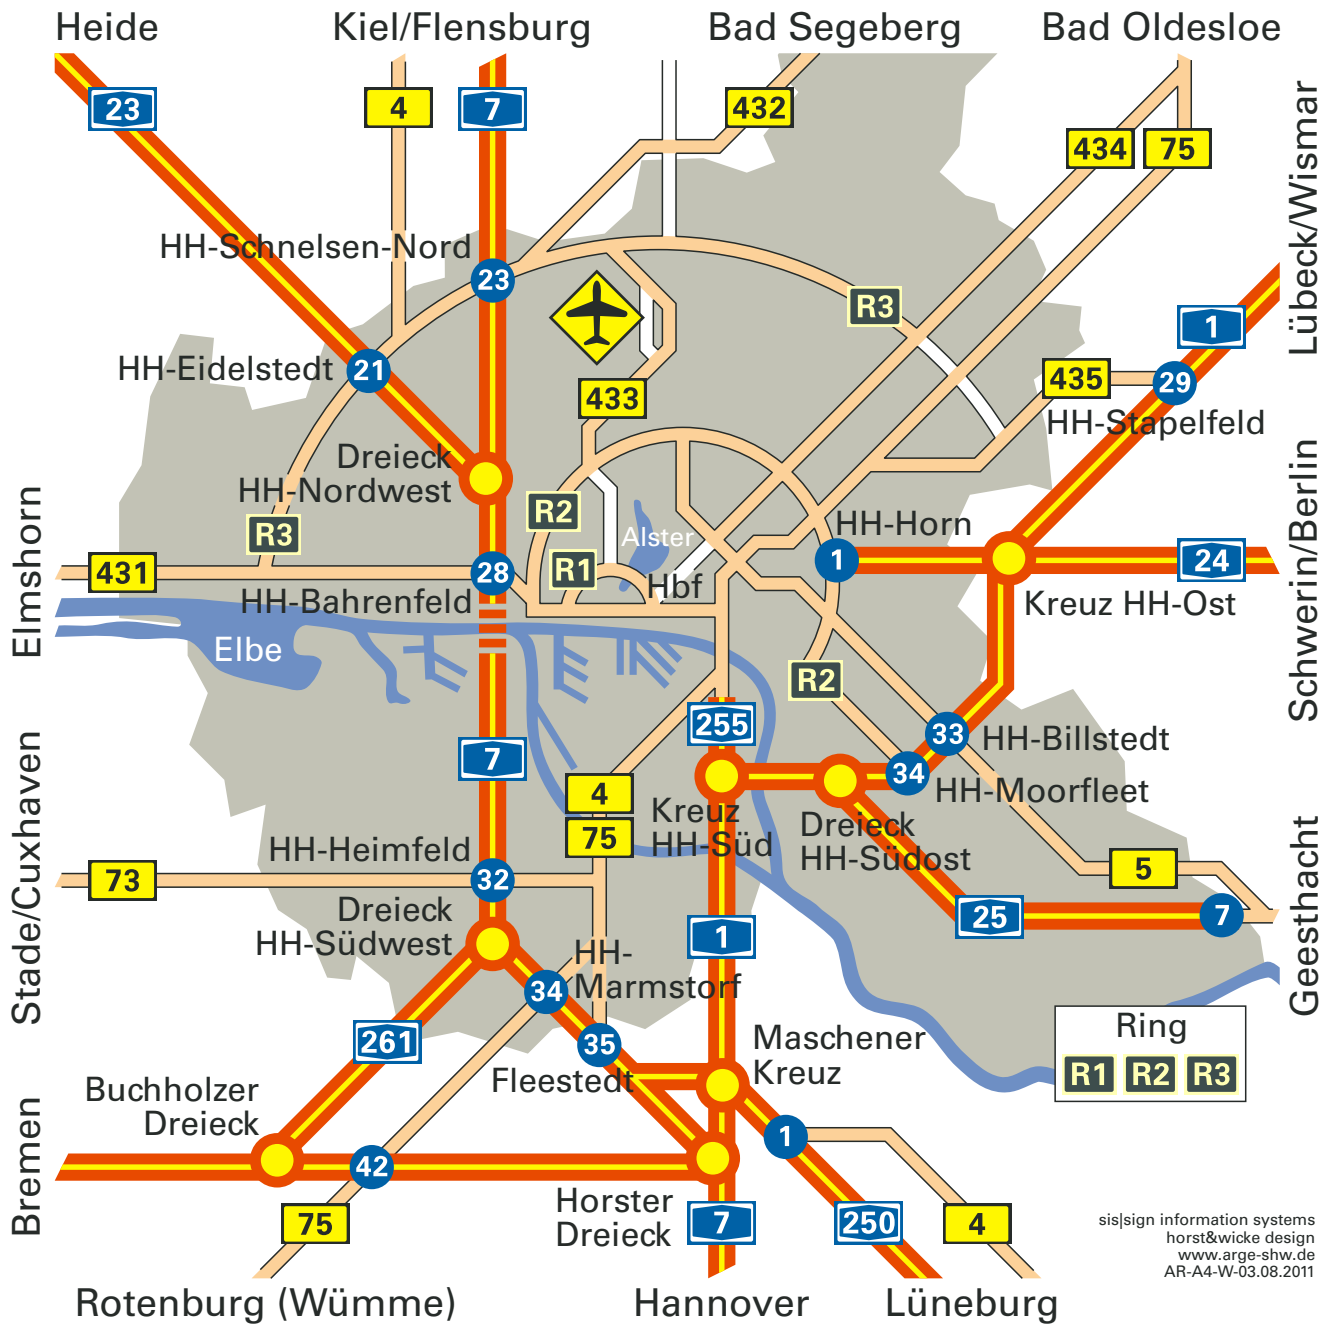 Heide
Kiel/Flensburg
Bad Segeberg
Bad Oldesloe
23
4
7
432
434
75
Lübeck/Wismar
HH-Schnelsen-Nord
23
R3
1
HH-Eidelstedt
21
433
435
29
HH-Stapelfeld
Dreieck
HH-Nordwest
R3
R2
Alster
HH-Horn
Schwerin/Berlin
Elmshorn
431
28
R1
Hbf
1
24
HH-Bahrenfeld
Kreuz HH-Ost
Elbe
R2
255
33
HH-Billstedt
7
34
HH-Moorfleet
4
75
Kreuz
HH-Süd
Dreieck
HH-Südost
Stade/Cuxhaven
HH-Heimfeld
73
32
5
Geesthacht
Dreieck
HH-Südwest
25
7
1
HH-
Marmstorf
34
261
35
Fleestedt
Maschener
Kreuz
Ring
R1 R2 R3
Buchholzer
Dreieck
Bremen
42
1
75
Horster
Dreieck
7
250
4
sis|sign information systems
horst&wicke design
www.arge-shw.de
AR-A4-W-03.08.2011
Rotenburg (Wümme)
Hannover
Lüneburg